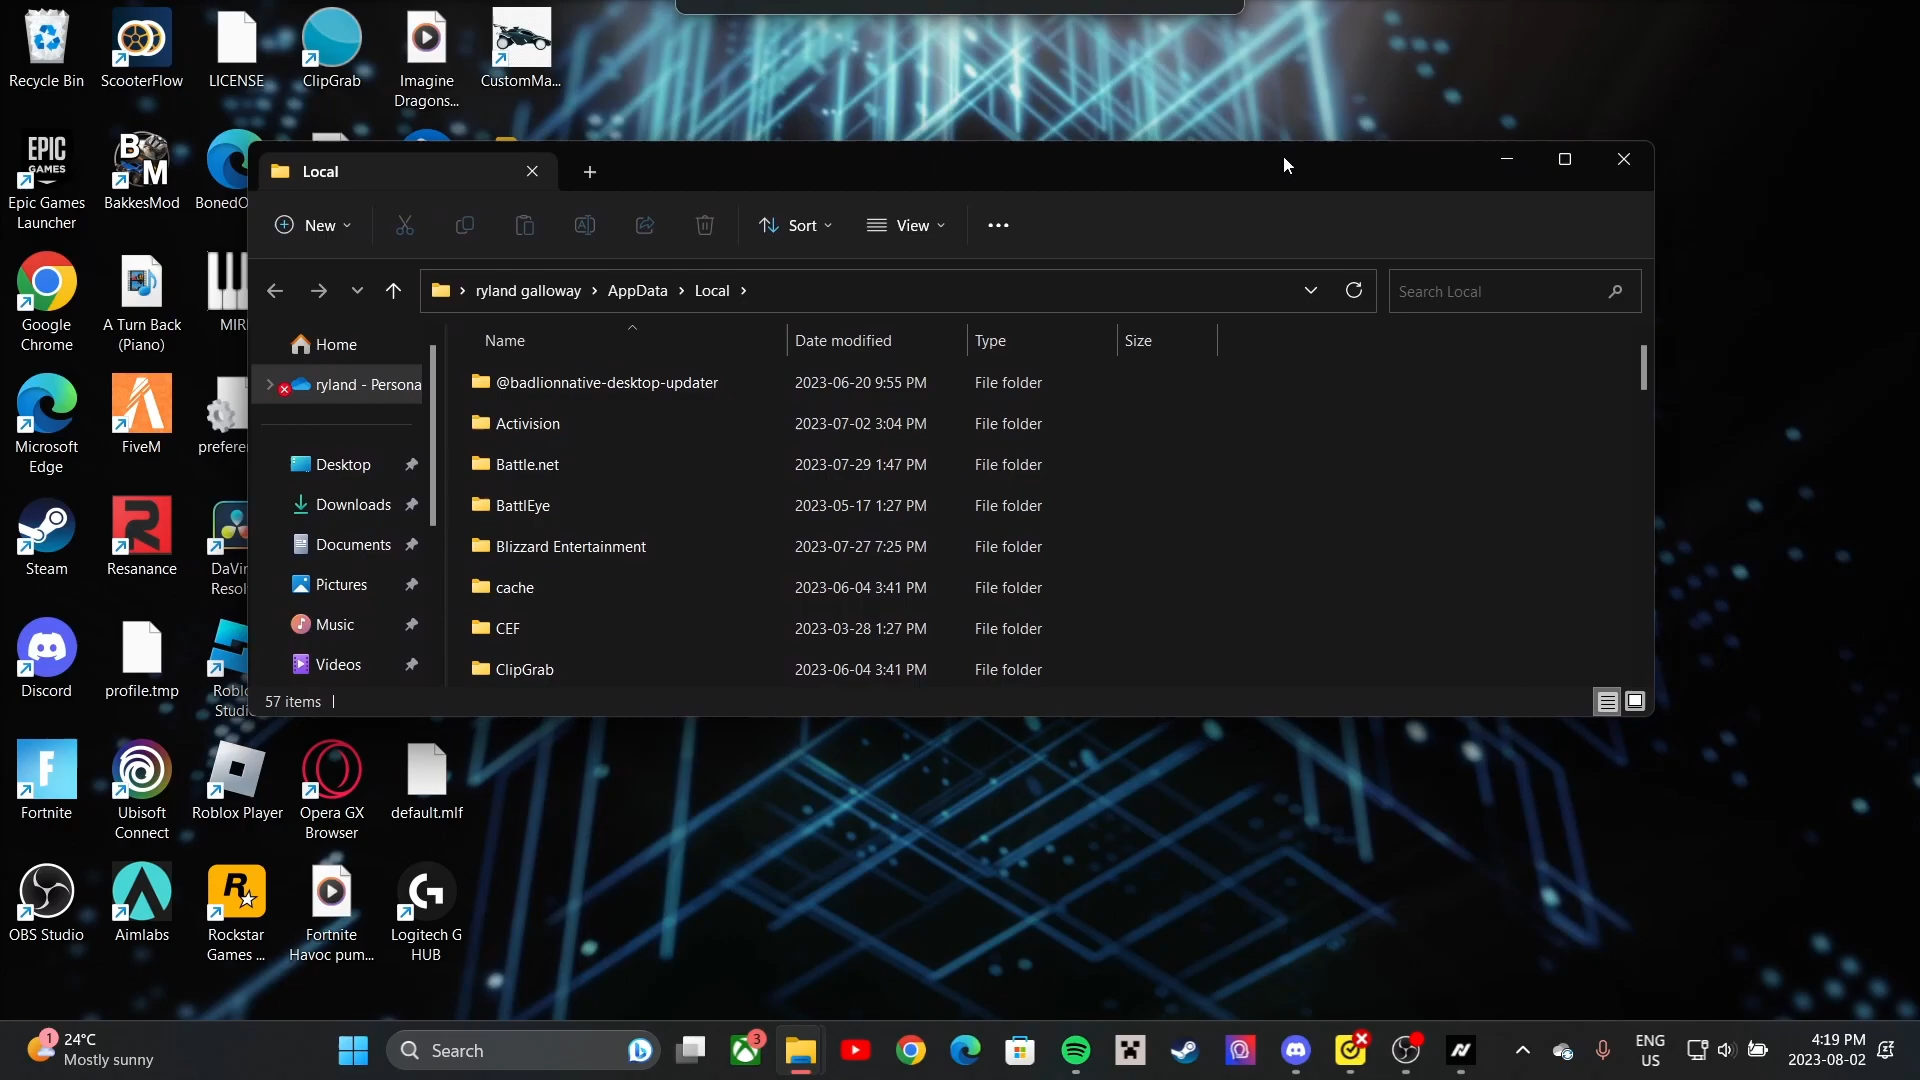 Recycle Bin
ScooterFlow
LICENSE
ClipGrab
Imagine
Dragons...
CustomMa...
EPIC
GAMES
Epic Games
Launcher
B
M
BakkesMod
Google
Chrome
A Turn Back
(Piano)
Microsoft
Edge
FiveM
Steam
Resanance
Discord
profile.tmp
F
Fortnite
Ubisoft
Connect
Roblox Player
Opera GX
Browser
default.mlf
OBS Studio
Aimlabs
R
Rockstar
Games ...
Fortnite
Havoc pum...
G
Logitech G
HUB
Local
New
Sort
View
ryland galloway > AppData > Local >
Search Local
Home
ryland - Persona
Desktop
Downloads
Documents
Pictures
Music
Videos
Name Date modified Type Size
@badlionnative-desktop-updater 2023-06-20 9:55 PM File folder
Activision 2023-07-02 3:04 PM File folder
Battle.net 2023-07-29 1:47 PM File folder
BattlEye 2023-05-17 1:27 PM File folder
Blizzard Entertainment 2023-07-27 7:25 PM File folder
cache 2023-06-04 3:41 PM File folder
CEF 2023-03-28 1:27 PM File folder
ClipGrab 2023-06-04 3:41 PM File folder
57 items
1
24°C
Mostly sunny
Search
3
ENG
US
4:19 PM
2023-08-02